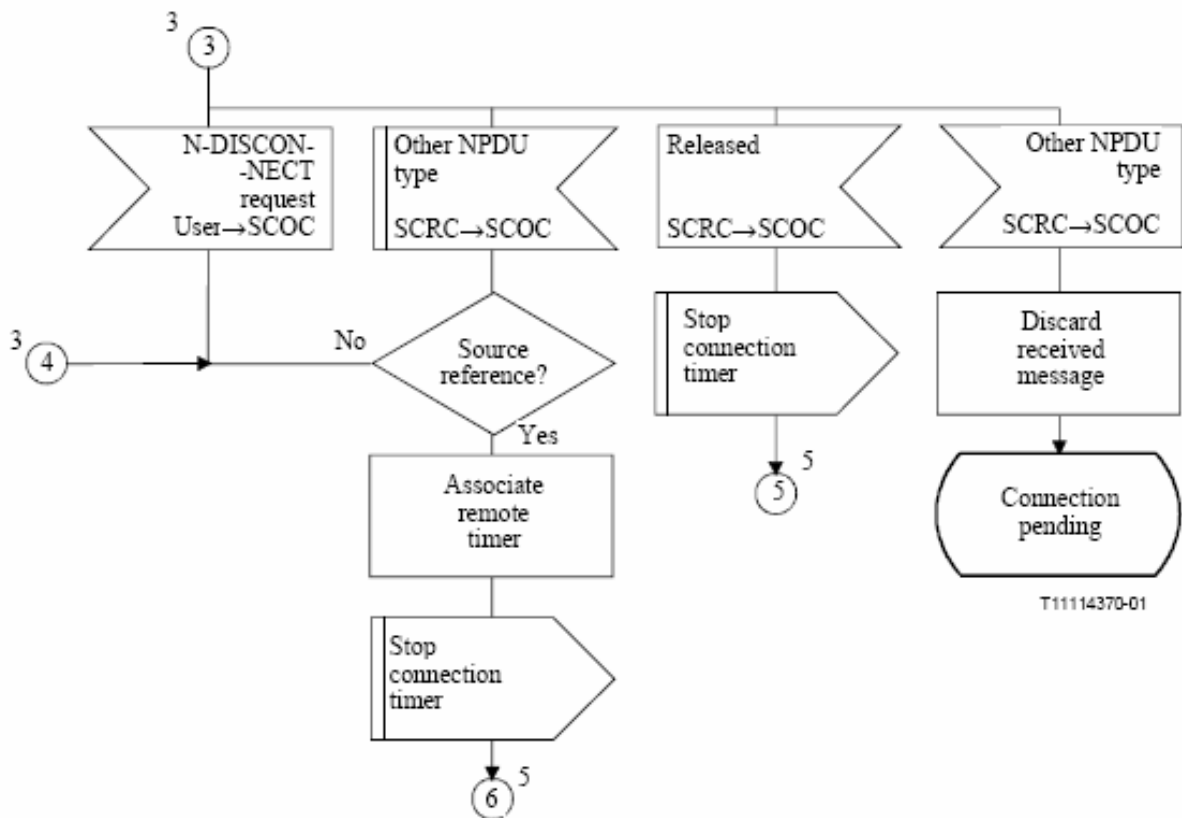 3
3
N-DISCON-
-NECT
request
User→SCOC
Other NPDU
type
SCRC→SCOC
Released
SCRC→SCOC
Other NPDU
type
SCRC→SCOC
3
4
No
Source
reference?
Yes
Stop
connection
timer
Discard
received
message
Associate
remote
timer
5
5
Connection
pending
T11114370-01
Stop
connection
timer
5
6